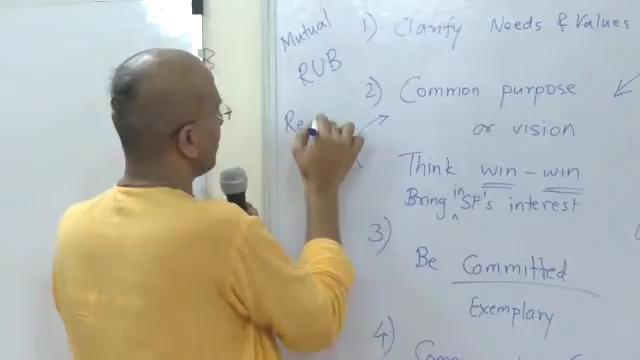 Mutual
RUB
Re
1) Clarify Needs & Values
2) Common purpose
or vision
Think win-win
Bring in SP's interest
3)
Be Committed
Exemplary
4)